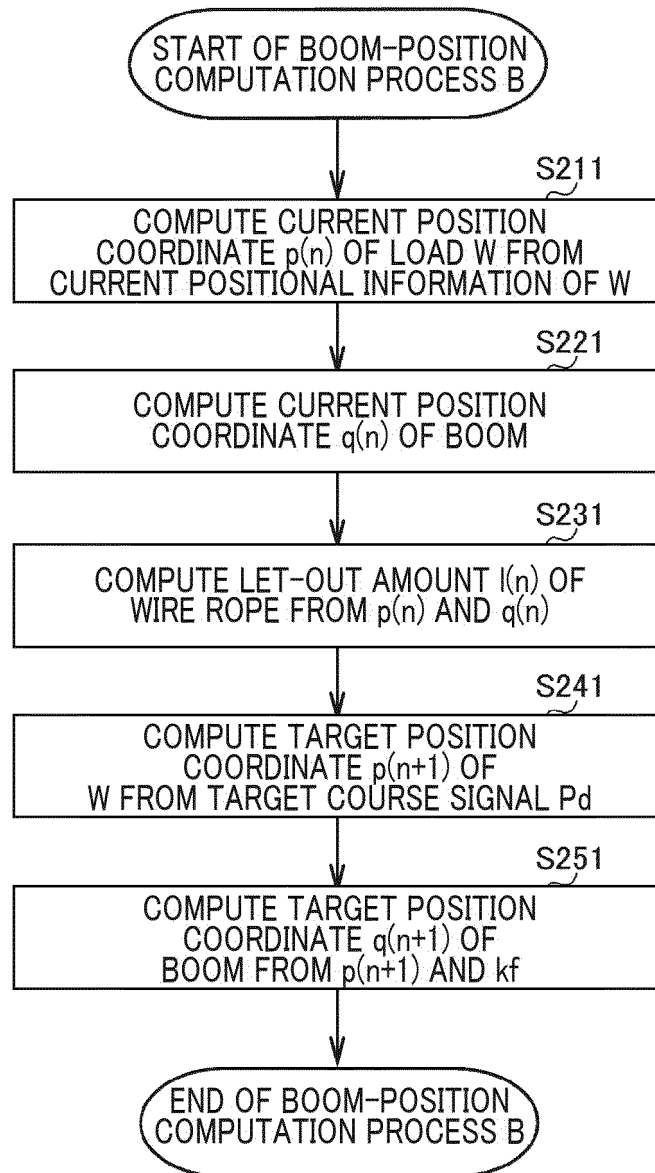 START OF BOOM-POSITION
COMPUTATION PROCESS B
S211
COMPUTE CURRENT POSITION
COORDINATE p(n) OF LOAD W FROM
CURRENT POSITIONAL INFORMATION OF W
S221
COMPUTE CURRENT POSITION
COORDINATE q(n) OF BOOM
S231
COMPUTE LET-OUT AMOUNT l(n) OF
WIRE ROPE FROM p(n) AND q(n)
S241
COMPUTE TARGET POSITION
COORDINATE p(n+1) OF
W FROM TARGET COURSE SIGNAL Pd
S251
COMPUTE TARGET POSITION
COORDINATE q(n+1) OF
BOOM FROM p(n+1) AND kf
END OF BOOM-POSITION
COMPUTATION PROCESS B